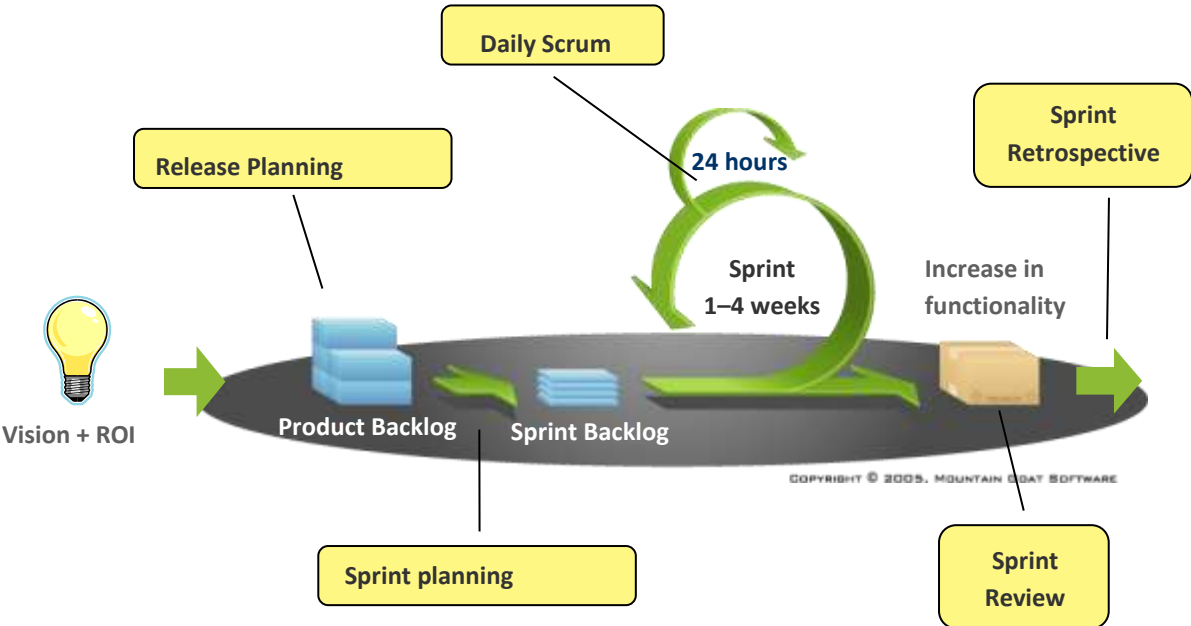 Daily Scrum
Sprint
Retrospective
Release Planning
24 hours
Sprint
1–4 weeks
Increase in
functionality
Vision + ROI
Product Backlog
Sprint Backlog
COPYRIGHT © 2005, MOUNTAIN GOAT SOFTWARE
Sprint planning
Sprint
Review